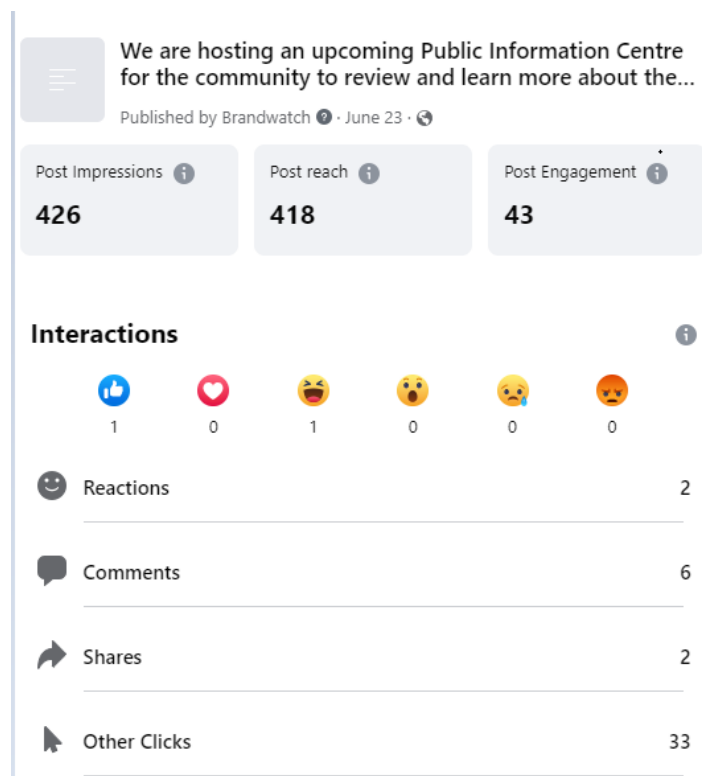 We are hosting an upcoming Public Information Centre
for the community to review and learn more about the...
Published by Brandwatch · June 23 ·
Post Impressions
426
Post reach
418
Post Engagement
43
Interactions
1 0 1 0 0 0
Reactions 2
Comments 6
Shares 2
Other Clicks 33